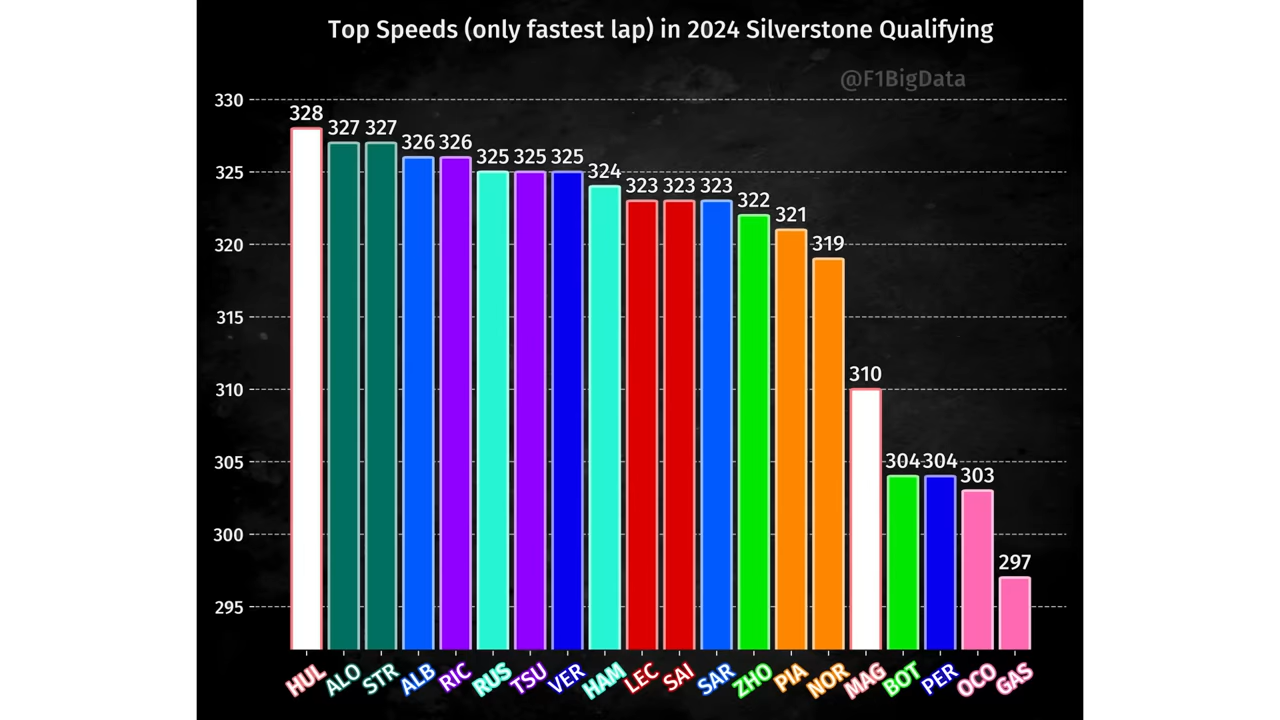 Top Speeds (only fastest lap) in 2024 Silverstone Qualifying
@F1BigData
330
325
320
315
310
305
300
295
328
327
327
326
326
325
325
325
324
323
323
323
322
321
319
310
304
304
303
297
HUL
ALO
STR
ALB
RIC
RUS
TSU
VER
HAM
LEC
SAI
SAR
ZHO
PIA
NOR
MAG
BOT
PER
OCO
GAS